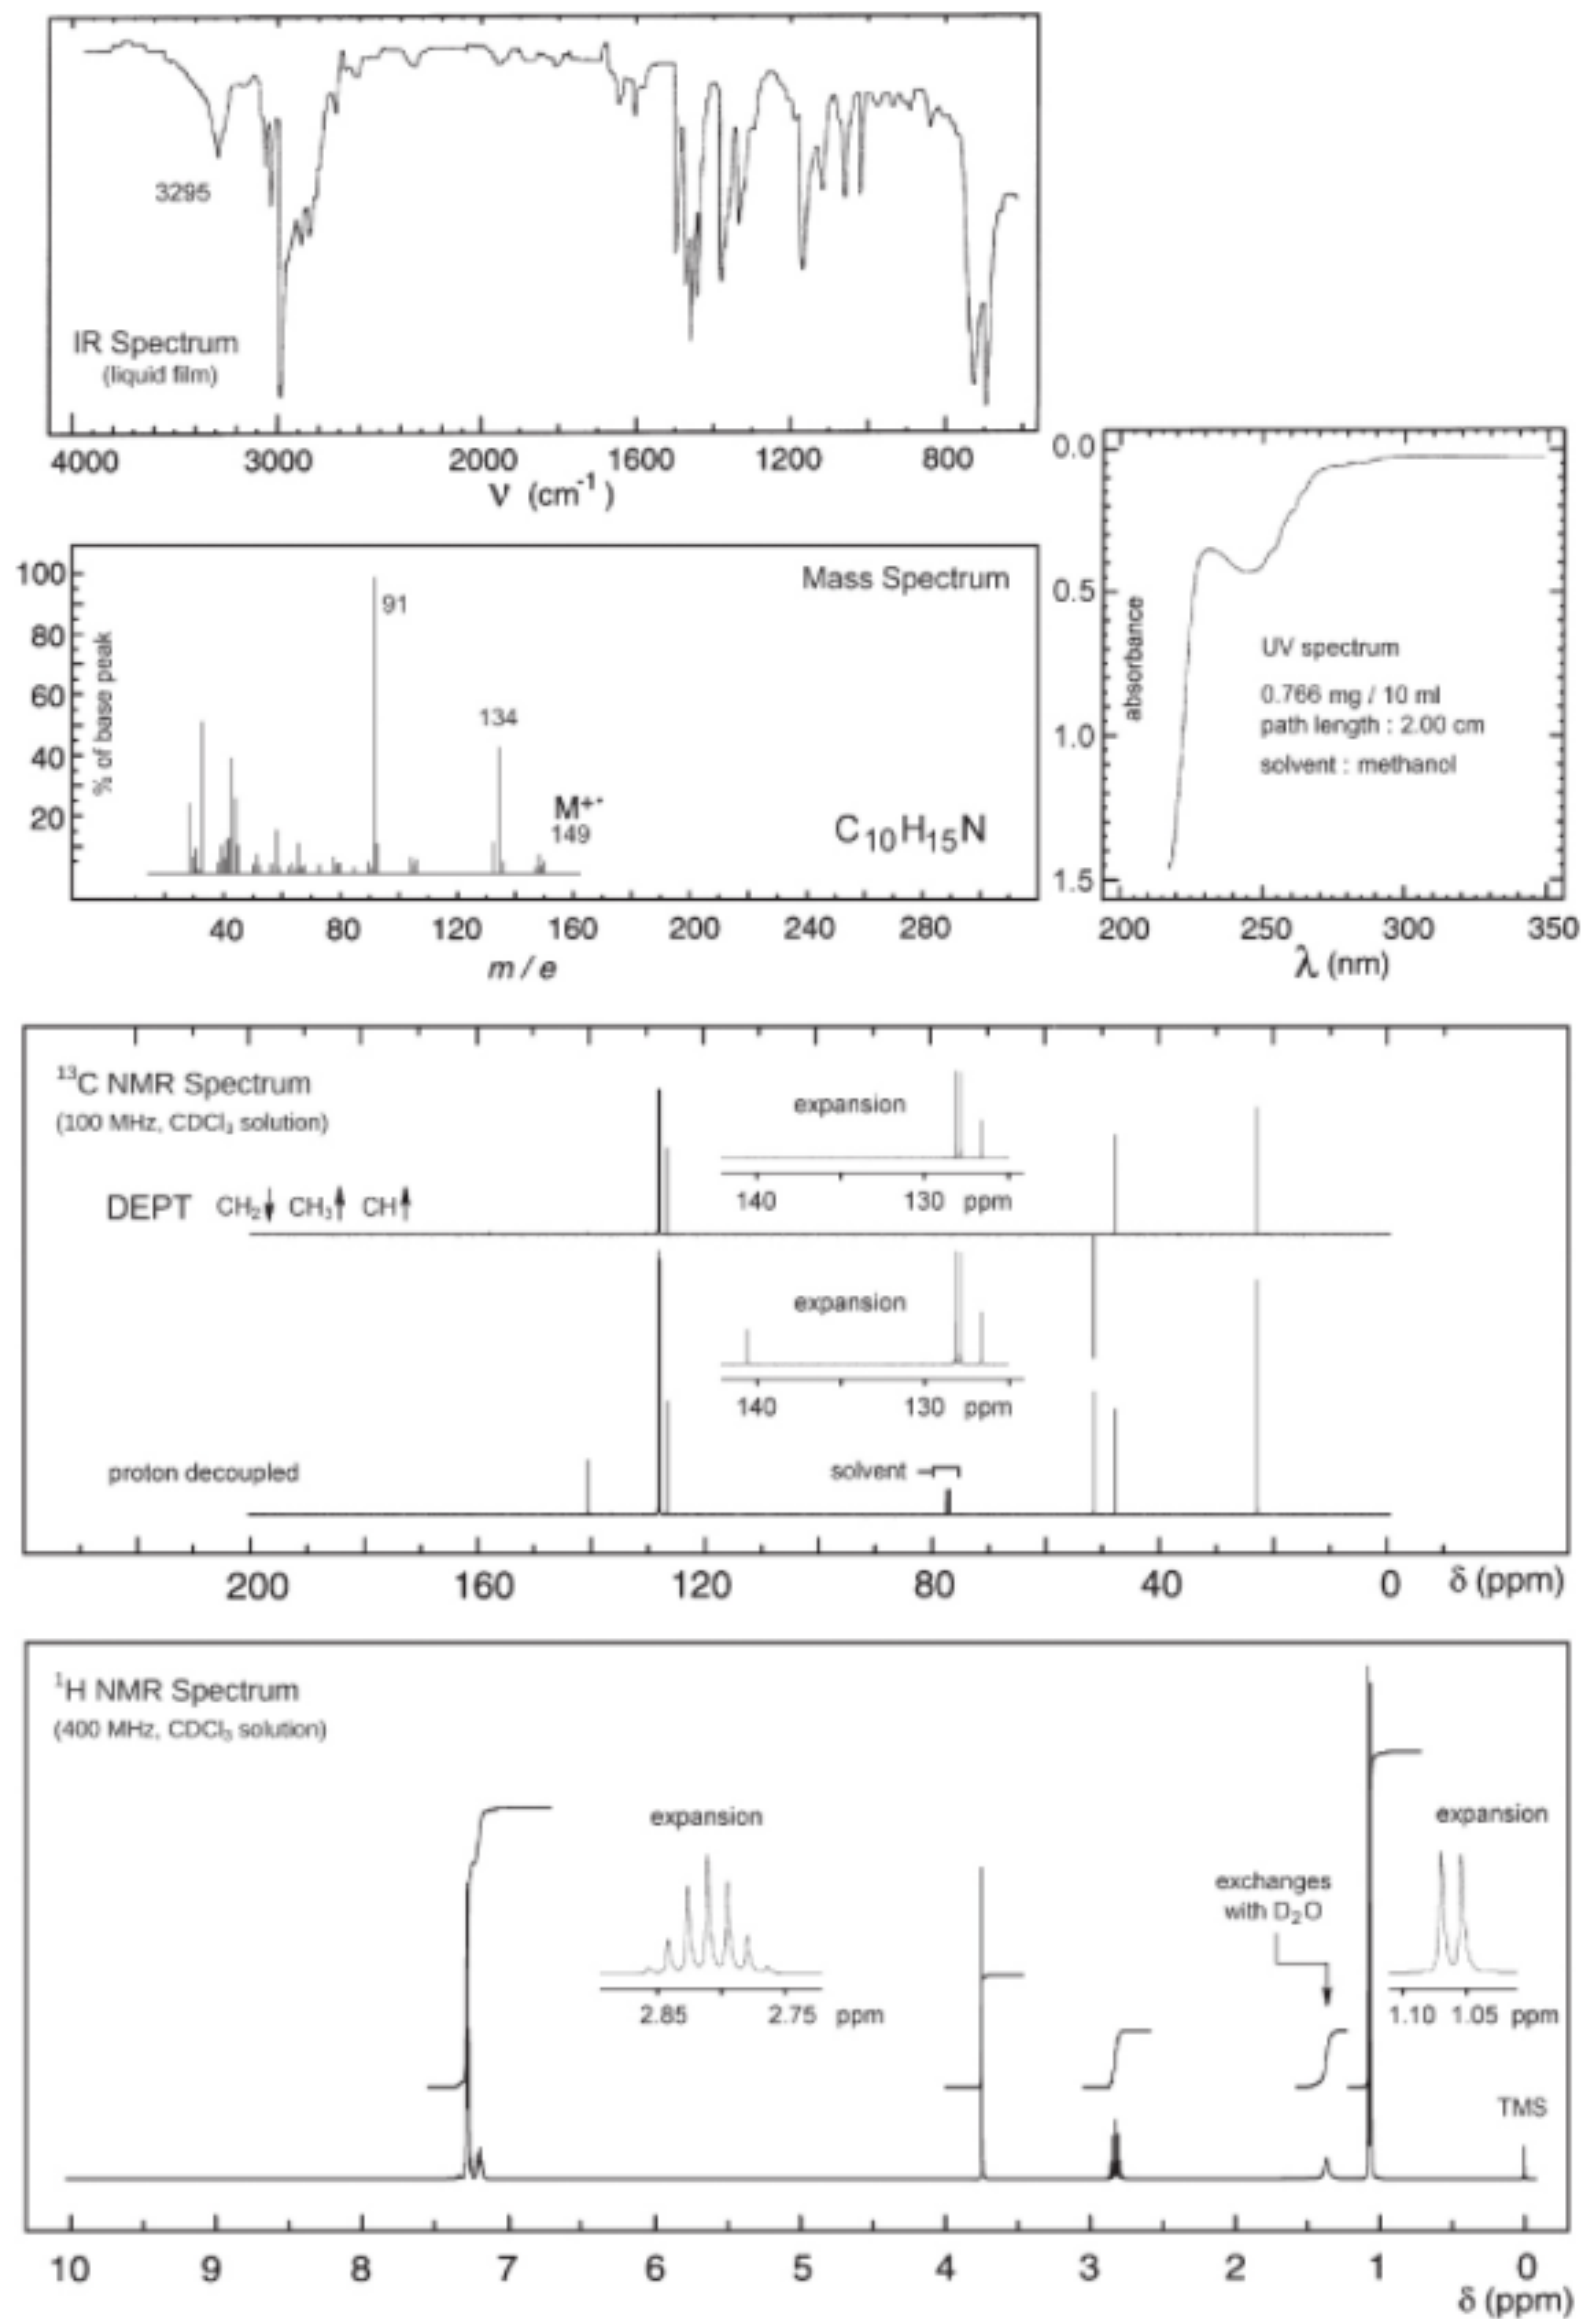 3295
IR Spectrum
(liquid film)
4000 3000 2000 1600 1200 800
ν (cm-1)
100
80
60
40
20
% of base peak
Mass Spectrum
91
134
M+·
149
C10H15N
40 80 120 160 200 240 280
m / e
0.0
0.5
1.0
1.5
absorbance
UV spectrum
0.766 mg / 10 ml
path length : 2.00 cm
solvent : methanol
200 250 300 350
λ (nm)
13C NMR Spectrum
(100 MHz, CDCl3 solution)
expansion
140 130 ppm
DEPT CH2↓ CH3↑ CH↑
expansion
140 130 ppm
proton decoupled
solvent
200 160 120 80 40 0 δ (ppm)
1H NMR Spectrum
(400 MHz, CDCl3 solution)
expansion
2.85 2.75 ppm
exchanges
with D2O
expansion
1.10 1.05 ppm
TMS
10 9 8 7 6 5 4 3 2 1 0
δ (ppm)